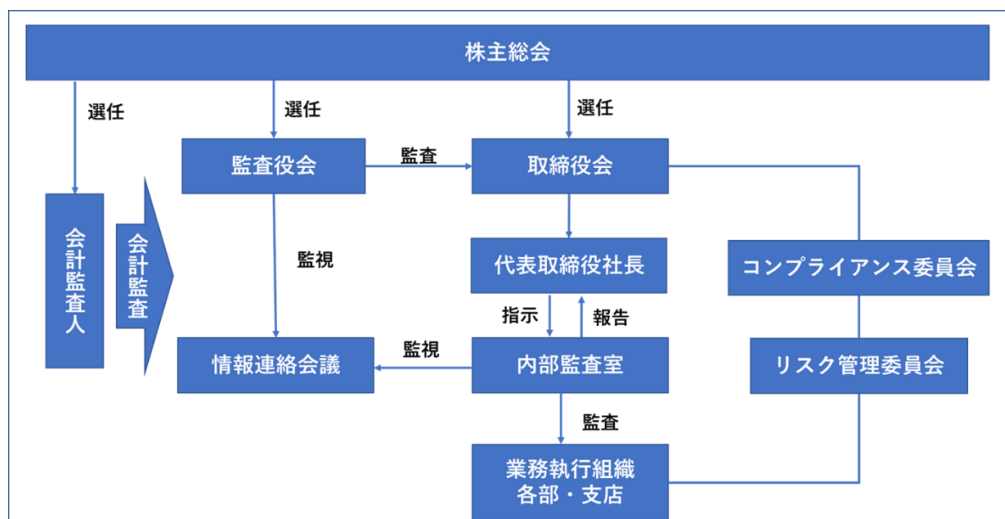 株主総会
選任
選任
選任
監査役会
監査
取締役会
会計監査人
会計監査
監視
代表取締役社長
コンプライアンス委員会
指示
報告
情報連絡会議
監視
内部監査室
リスク管理委員会
監査
業務執行組織
各部・支店